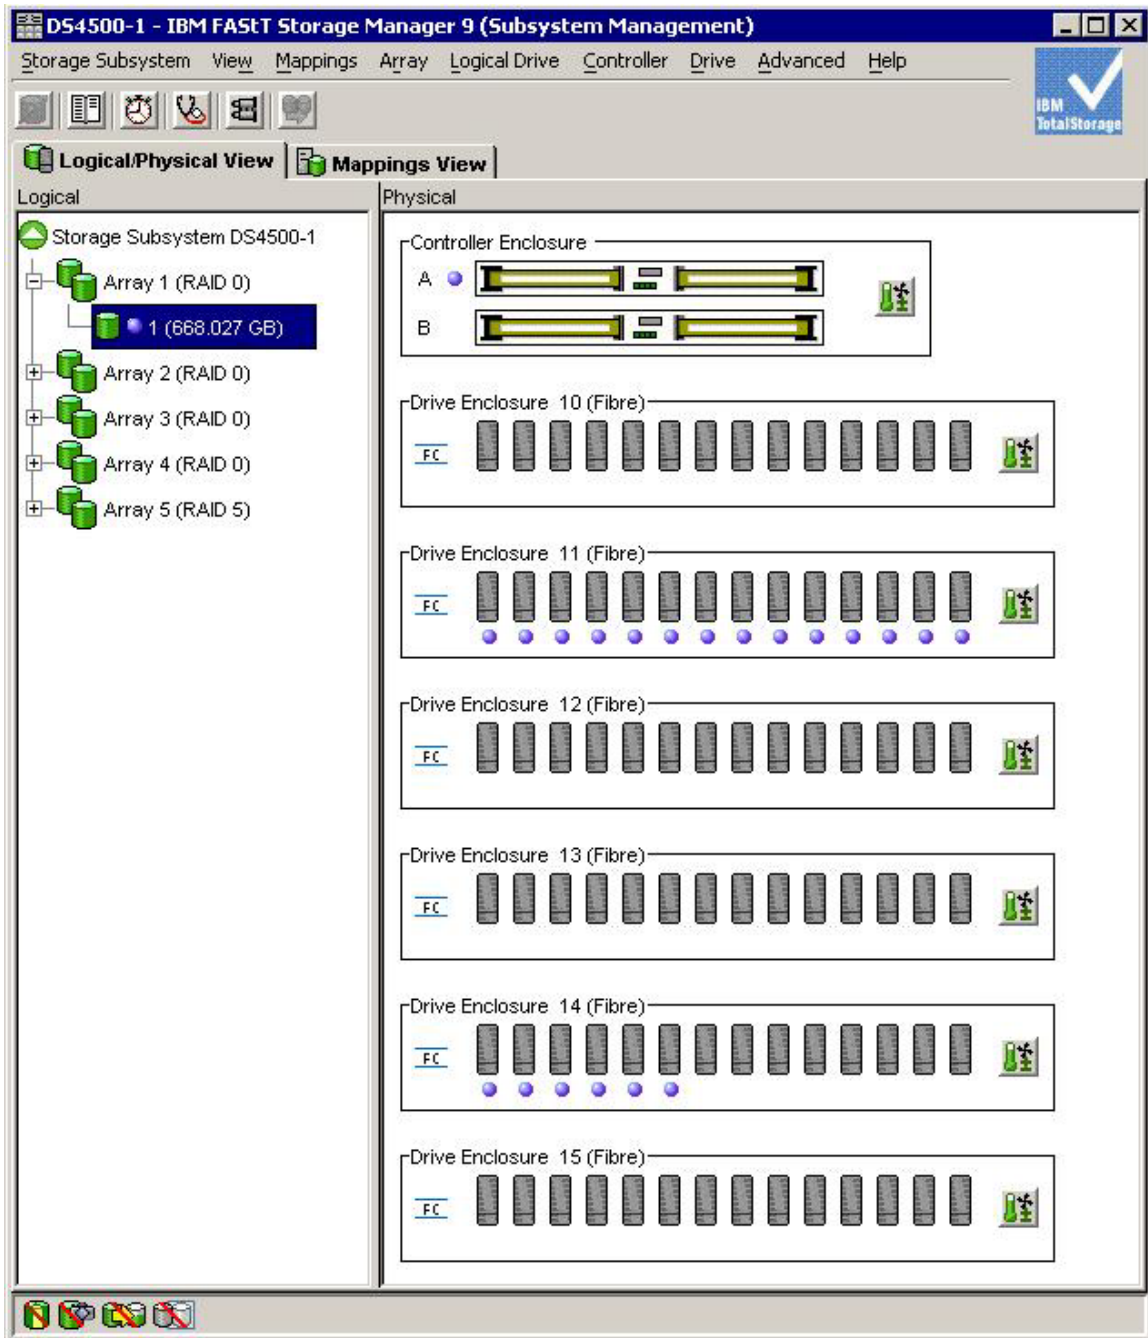 DS4500-1 - IBM FAStT Storage Manager 9 (Subsystem Management)
Storage Subsystem View Mappings Array Logical Drive Controller Drive Advanced Help
IBM
TotalStorage
Logical/Physical View Mappings View
Logical
Storage Subsystem DS4500-1
Array 1 (RAID 0)
1 (668.027 GB)
Array 2 (RAID 0)
Array 3 (RAID 0)
Array 4 (RAID 0)
Array 5 (RAID 5)
Physical
Controller Enclosure
A
B
Drive Enclosure 10 (Fibre)
FC
Drive Enclosure 11 (Fibre)
FC
Drive Enclosure 12 (Fibre)
FC
Drive Enclosure 13 (Fibre)
FC
Drive Enclosure 14 (Fibre)
FC
Drive Enclosure 15 (Fibre)
FC